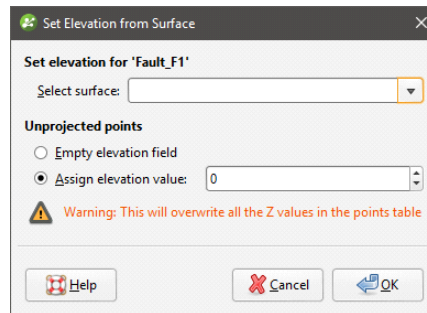 Set Elevation from Surface
Set elevation for 'Fault_F1'
Select surface:
Unprojected points
Empty elevation field
Assign elevation value: 0
Warning: This will overwrite all the Z values in the points table
Help Cancel OK